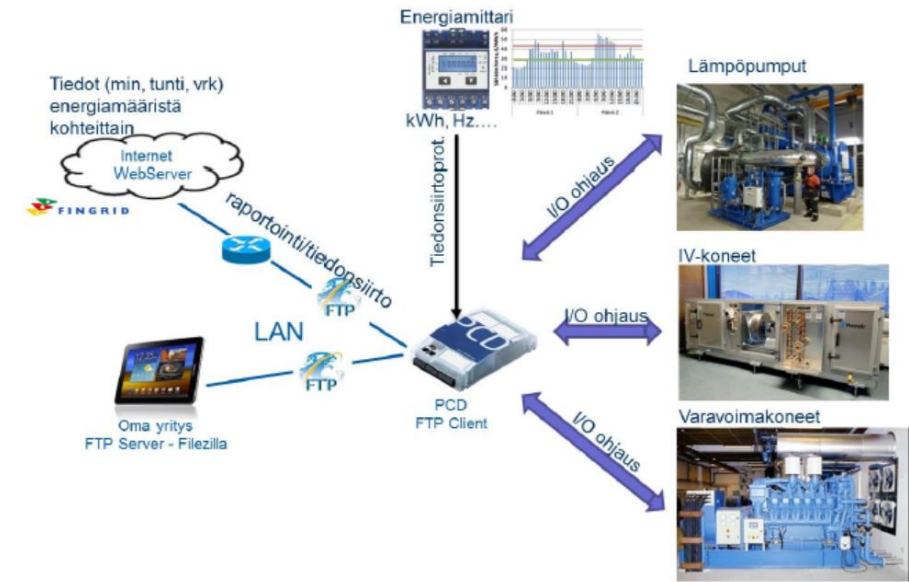 Energiamittari
kWh, Hz....
Tiedot (min, tunti, vrk)
energiamääristä
kohteittain
Internet
WebServer
FINGRID
raportointi/tiedonsiirto
FTP
LAN
FTP
Oma yritys
FTP Server - Filezilla
Tiedonsiirtoprot.
PCD
PCD
FTP Client
I/O ohjaus
Lämpöpumput
I/O ohjaus
IV-koneet
I/O ohjaus
Varavoimakoneet